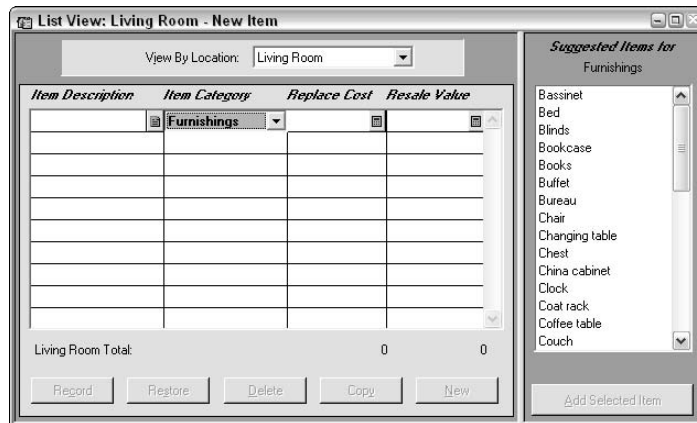 List View: Living Room - New Item
View By Location: Living Room
Item Description Item Category Replace Cost Resale Value
Furnishings
Living Room Total: 0 0
Record Restore Delete Copy New
Suggested Items for
Furnishings
Bassinet
Bed
Blinds
Bookcase
Books
Buffet
Bureau
Chair
Changing table
Chest
China cabinet
Clock
Coat rack
Coffee table
Couch
Add Selected Item